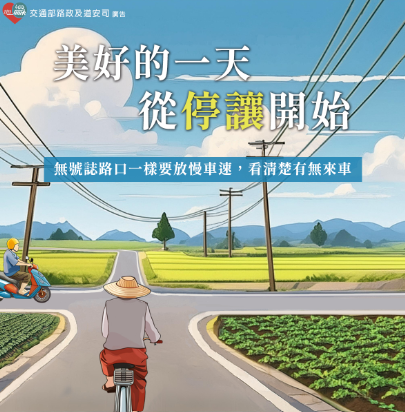 交通部路政及道安司 廣告
美好的一天
從停讓開始
無號誌路口一樣要放慢車速，看清楚有無來車